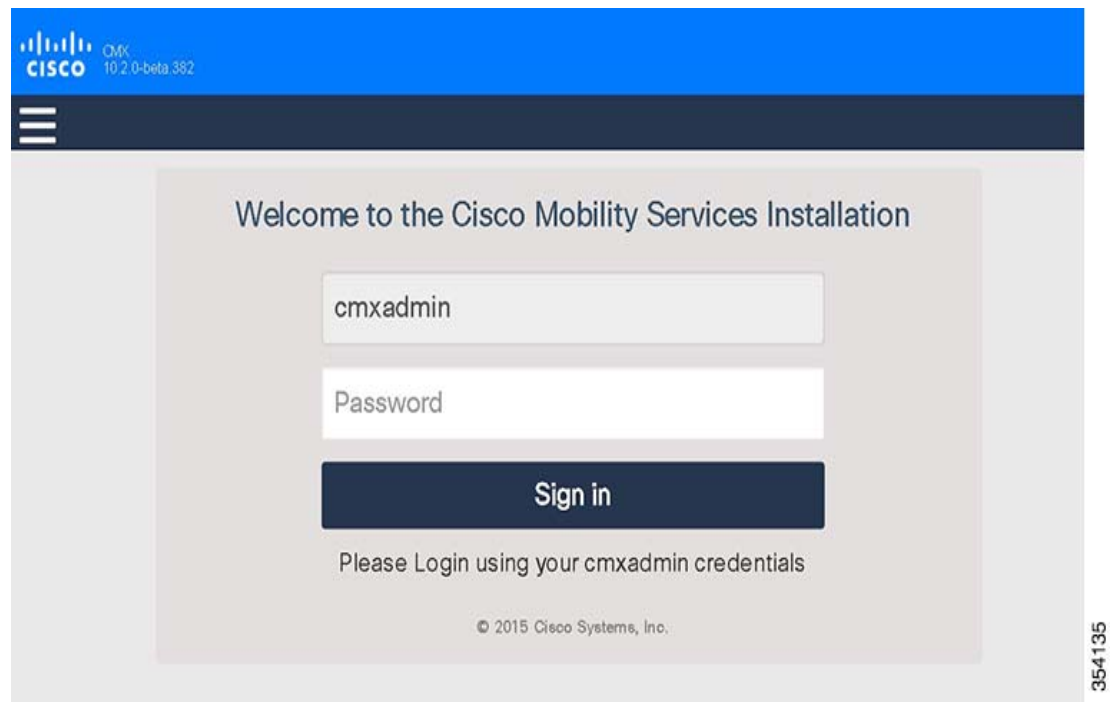 CISCO
CMX
10.2.0-beta.382
Welcome to the Cisco Mobility Services Installation
cmxadmin
Password
Sign in
Please Login using your cmxadmin credentials
© 2015 Cisco Systems, Inc.
354135